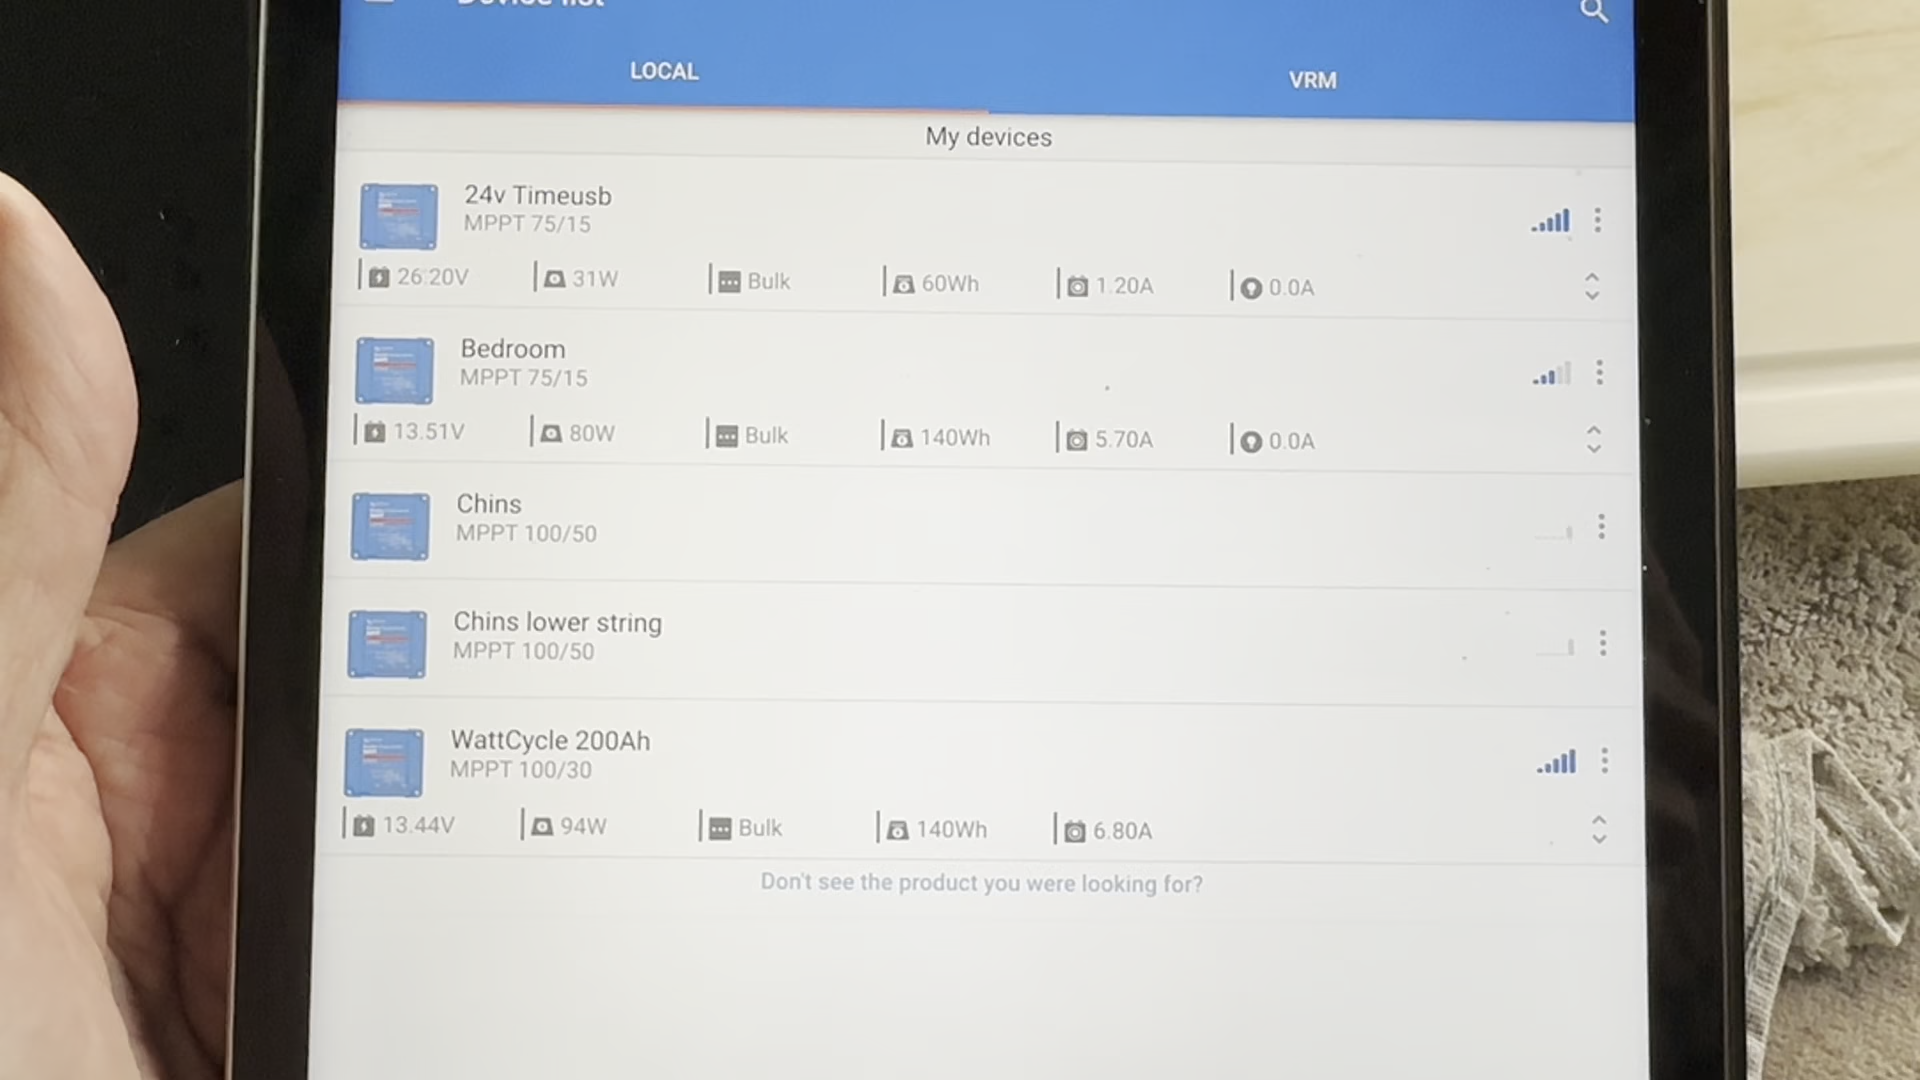 Device list
LOCAL
VRM
My devices
24v Timeusb
MPPT 75/15
26.20V
31W
Bulk
60Wh
1.20A
0.0A
Bedroom
MPPT 75/15
13.51V
80W
Bulk
140Wh
5.70A
0.0A
Chins
MPPT 100/50
Chins lower string
MPPT 100/50
WattCycle 200Ah
MPPT 100/30
13.44V
94W
Bulk
140Wh
6.80A
Don't see the product you were looking for?